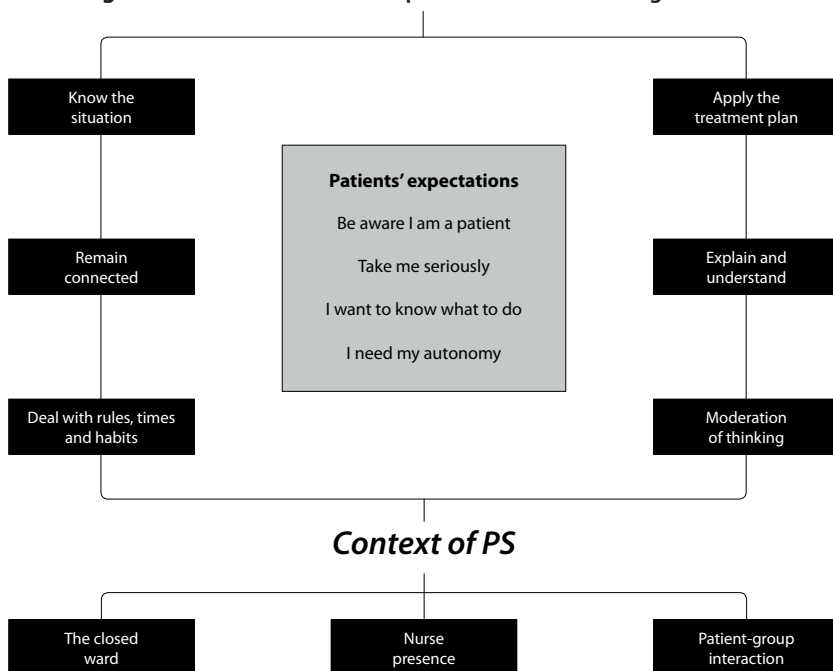 Know the
situation
Apply the
treatment plan
Patients' expectations
Be aware I am a patient
Take me seriously
I want to know what to do
I need my autonomy
Remain
connected
Explain and
understand
Deal with rules, times
and habits
Moderation
of thinking
Context of PS
The closed
ward
Nurse
presence
Patient-group
interaction